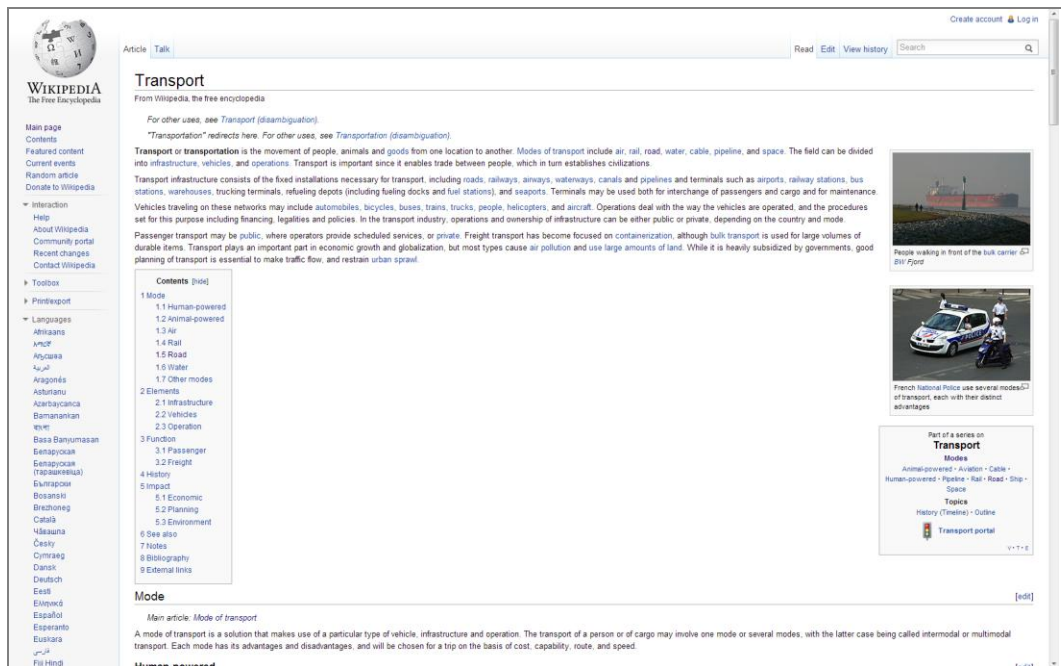 Create account Log in
Article Talk Read Edit View history Search
WIKIPEDIA
The Free Encyclopedia
Main page
Contents
Featured content
Current events
Random article
Donate to Wikipedia
Interaction
Help
About Wikipedia
Community portal
Recent changes
Contact Wikipedia
Toolbox
Print/export
Languages
Afrikaans
አማርኛ
Аҧсшәа
العربية
Aragonés
Asturianu
Azərbaycanca
Bamanankan
বাংলা
Basa Banyumasan
Беларуская
Беларуская
(тарашкевіца)
Български
Bosanski
Brezhoneg
Català
Чӑвашла
Česky
Cymraeg
Dansk
Deutsch
Eesti
Ελληνικά
Español
Esperanto
Euskara
فارسی
Fiji Hindi
Transport
From Wikipedia, the free encyclopedia
For other uses, see Transport (disambiguation).
"Transportation" redirects here. For other uses, see Transportation (disambiguation).
Transport or transportation is the movement of people, animals and goods from one location to another. Modes of transport include air, rail, road, water, cable, pipeline, and space. The field can be divided
into infrastructure, vehicles, and operations. Transport is important since it enables trade between people, which in turn establishes civilizations.
Transport infrastructure consists of the fixed installations necessary for transport, including roads, railways, airways, waterways, canals and pipelines and terminals such as airports, railway stations, bus
stations, warehouses, trucking terminals, refueling depots (including fueling docks and fuel stations), and seaports. Terminals may be used both for interchange of passengers and cargo and for maintenance.
Vehicles traveling on these networks may include automobiles, bicycles, buses, trains, trucks, people, helicopters, and aircraft. Operations deal with the way the vehicles are operated, and the procedures
set for this purpose including financing, legalities and policies. In the transport industry, operations and ownership of infrastructure can be either public or private, depending on the country and mode.
Passenger transport may be public, where operators provide scheduled services, or private. Freight transport has become focused on containerization, although bulk transport is used for large volumes of
durable items. Transport plays an important part in economic growth and globalization, but most types cause air pollution and use large amounts of land. While it is heavily subsidized by governments, good
planning of transport is essential to make traffic flow, and restrain urban sprawl.
Contents [hide]
1 Mode
1.1 Human-powered
1.2 Animal-powered
1.3 Air
1.4 Rail
1.5 Road
1.6 Water
1.7 Other modes
2 Elements
2.1 Infrastructure
2.2 Vehicles
2.3 Operation
3 Function
3.1 Passenger
3.2 Freight
4 History
5 Impact
5.1 Economic
5.2 Planning
5.3 Environment
6 See also
7 Notes
8 Bibliography
9 External links
People walking in front of the bulk carrier
BW Fjord
POLICE
French National Police use several modes
of transport, each with their distinct
advantages
Part of a series on
Transport
Modes
Animal-powered • Aviation • Cable •
Human-powered • Pipeline • Rail • Road • Ship •
Space
Topics
History (Timeline) • Outline
Transport portal
V • T • E
Mode [edit]
Main article: Mode of transport
A mode of transport is a solution that makes use of a particular type of vehicle, infrastructure and operation. The transport of a person or of cargo may involve one mode or several modes, with the latter case being called intermodal or multimodal
transport. Each mode has its advantages and disadvantages, and will be chosen for a trip on the basis of cost, capability, route, and speed.
Human-powered [edit]